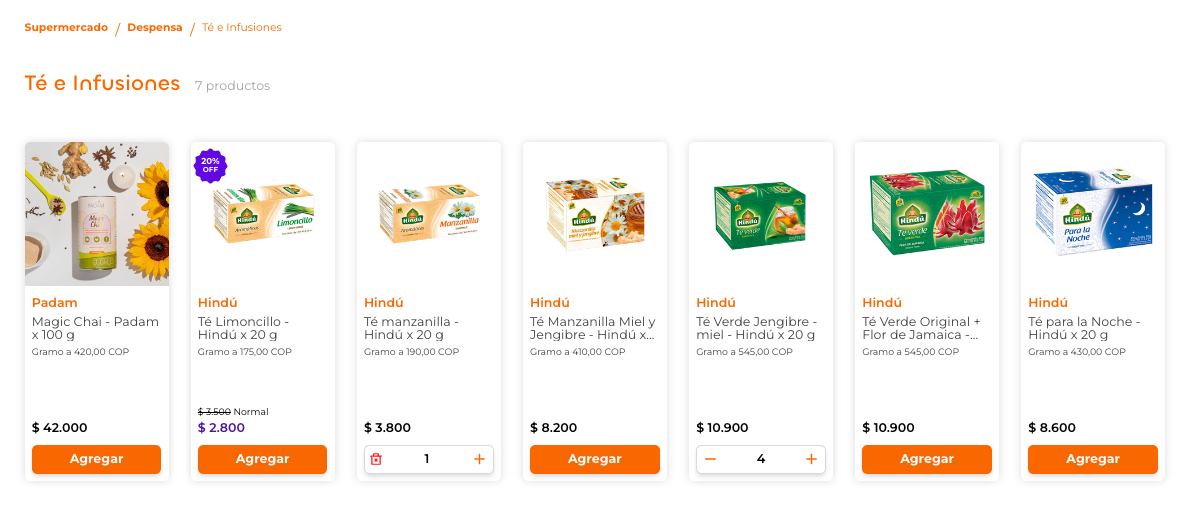 Supermercado / Despensa / Té e Infusiones
Té e Infusiones 7 productos
Padam
Magic Chai - Padam
x 100 g
Gramo a 420,00 COP
$ 42.000
Agregar
20%
OFF
Hindú
Aromáticas Limoncillo
Hindú
Té Limoncillo -
Hindú x 20 g
Gramo a 175,00 COP
$ 3.500 Normal
$ 2.800
Agregar
Hindú
Aromáticas Manzanilla
Hindú
Té manzanilla -
Hindú x 20 g
Gramo a 190,00 COP
$ 3.800
1
Hindú
Manzanilla
miel y jengibre
Hindú
Té Manzanilla Miel y
Jengibre - Hindú x...
Gramo a 410,00 COP
$ 8.200
Agregar
Hindú
Té Verde
Hindú
Té Verde Jengibre -
miel - Hindú x 20 g
Gramo a 545,00 COP
$ 10.900
4
Hindú
Té verde
Hindú
Té Verde Original +
Flor de Jamaica -...
Gramo a 545,00 COP
$ 10.900
Agregar
Hindú
Para la
Noche
Hindú
Té para la Noche -
Hindú x 20 g
Gramo a 430,00 COP
$ 8.600
Agregar